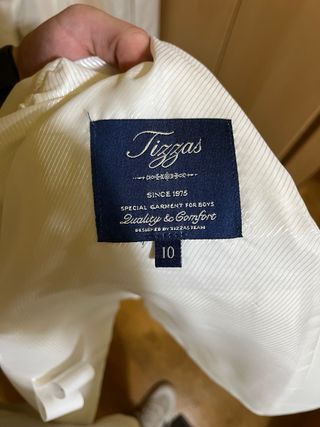 Tizzas
SINCE 1975
SPECIAL GARMENT FOR BOYS
Quality & Comfort
DESIGNED BY TIZZAS TEAM
10